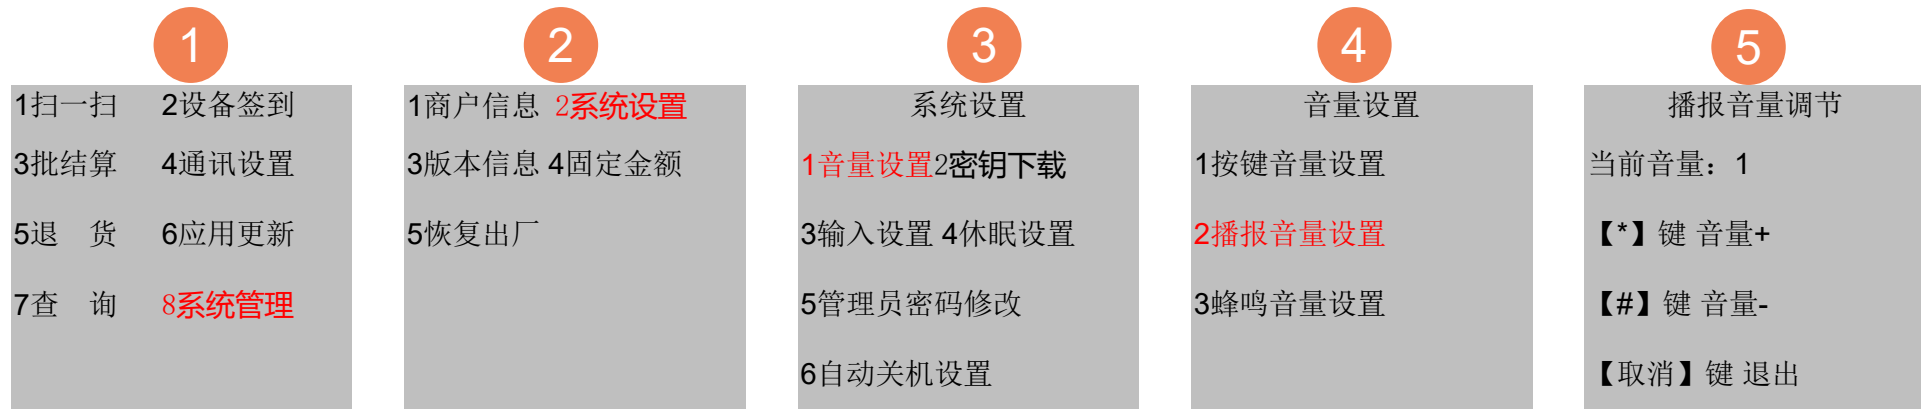 1
1扫一扫 2设备签到
3批结算 4通讯设置
5退 货 6应用更新
7查 询 8系统管理
2
1商户信息 2系统设置
3版本信息 4固定金额
5恢复出厂
3
系统设置
1音量设置2密钥下载
3输入设置 4休眠设置
5管理员密码修改
6自动关机设置
4
音量设置
1按键音量设置
2播报音量设置
3蜂鸣音量设置
5
播报音量调节
当前音量：1
【*】键 音量+
【#】键 音量-
【取消】键 退出